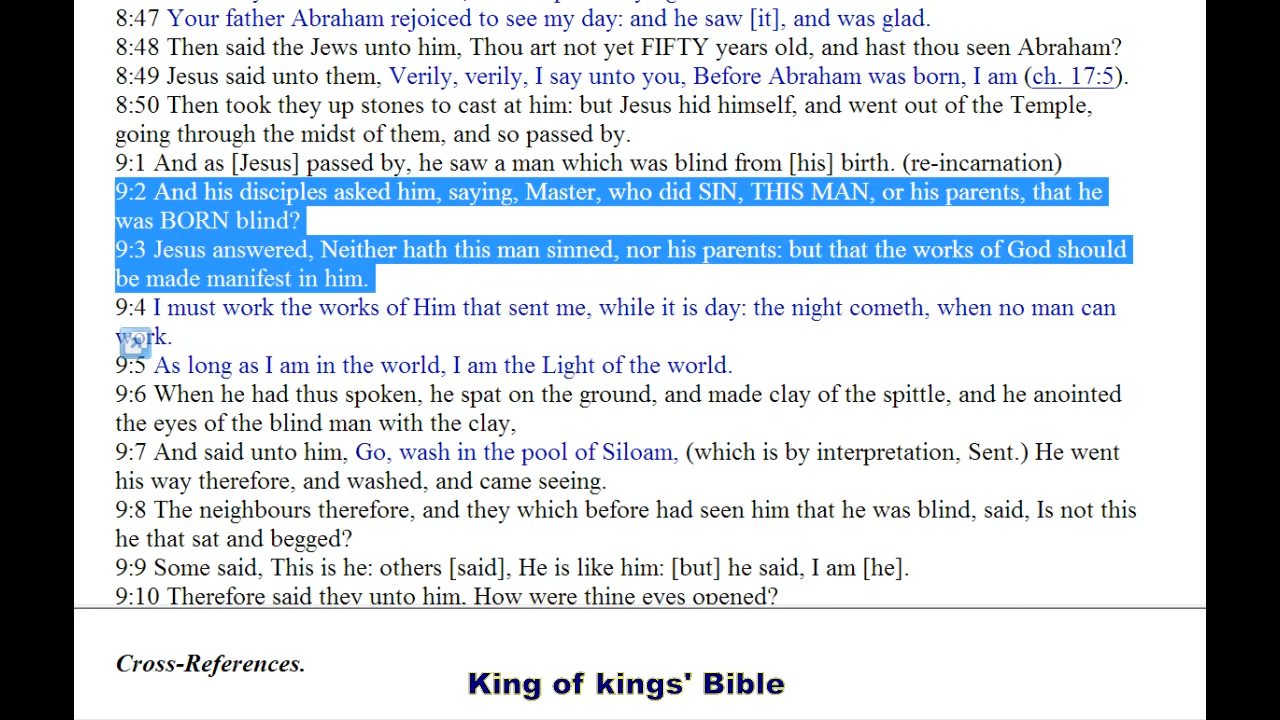 8:47 Your father Abraham rejoiced to see my day: and he saw [it], and was glad.
8:48 Then said the Jews unto him, Thou art not yet FIFTY years old, and hast thou seen Abraham?
8:49 Jesus said unto them, Verily, verily, I say unto you, Before Abraham was born, I am (ch. 17:5).
8:50 Then took they up stones to cast at him: but Jesus hid himself, and went out of the Temple,
going through the midst of them, and so passed by.
9:1 And as [Jesus] passed by, he saw a man which was blind from [his] birth. (re-incarnation)
9:2 And his disciples asked him, saying, Master, who did SIN, THIS MAN, or his parents, that he
was BORN blind?
9:3 Jesus answered, Neither hath this man sinned, nor his parents: but that the works of God should
be made manifest in him.
9:4 I must work the works of Him that sent me, while it is day: the night cometh, when no man can
work.
9:5 As long as I am in the world, I am the Light of the world.
9:6 When he had thus spoken, he spat on the ground, and made clay of the spittle, and he anointed
the eyes of the blind man with the clay,
9:7 And said unto him, Go, wash in the pool of Siloam, (which is by interpretation, Sent.) He went
his way therefore, and washed, and came seeing.
9:8 The neighbours therefore, and they which before had seen him that he was blind, said, Is not this
he that sat and begged?
9:9 Some said, This is he: others [said], He is like him: [but] he said, I am [he].
9:10 Therefore said they unto him, How were thine eyes opened?
Cross-References.
King of kings' Bible